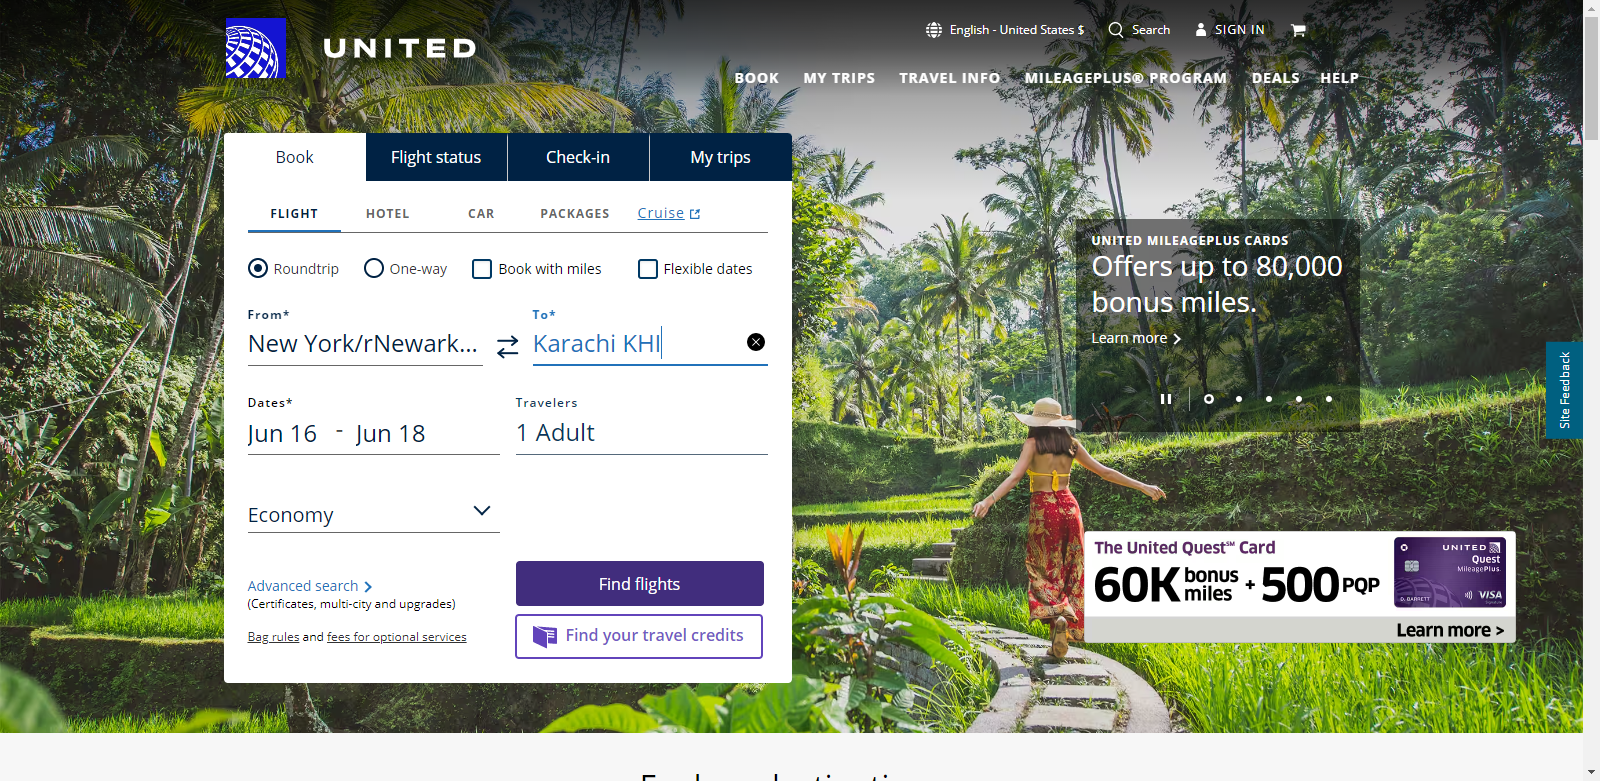 UNITED
English - United States $
Search
SIGN IN
BOOK
MY TRIPS
TRAVEL INFO
MILEAGEPLUS® PROGRAM
DEALS
HELP
Book
Flight status
Check-in
My trips
FLIGHT
HOTEL
CAR
PACKAGES
Cruise
Roundtrip
One-way
Book with miles
Flexible dates
From*
New York/rNewark...
To*
Karachi KHI
Dates*
Jun 16 - Jun 18
Travelers
1 Adult
Economy
Advanced search
(Certificates, multi-city and upgrades)
Bag rules and fees for optional services
Find flights
Find your travel credits
UNITED MILEAGEPLUS CARDS
Offers up to 80,000
bonus miles.
Learn more
Site Feedback
The United Quest℠ Card
60K bonus miles + 500 PQP
UNITED
Quest
MileagePlus
D. BARRETT
VISA
Learn more >